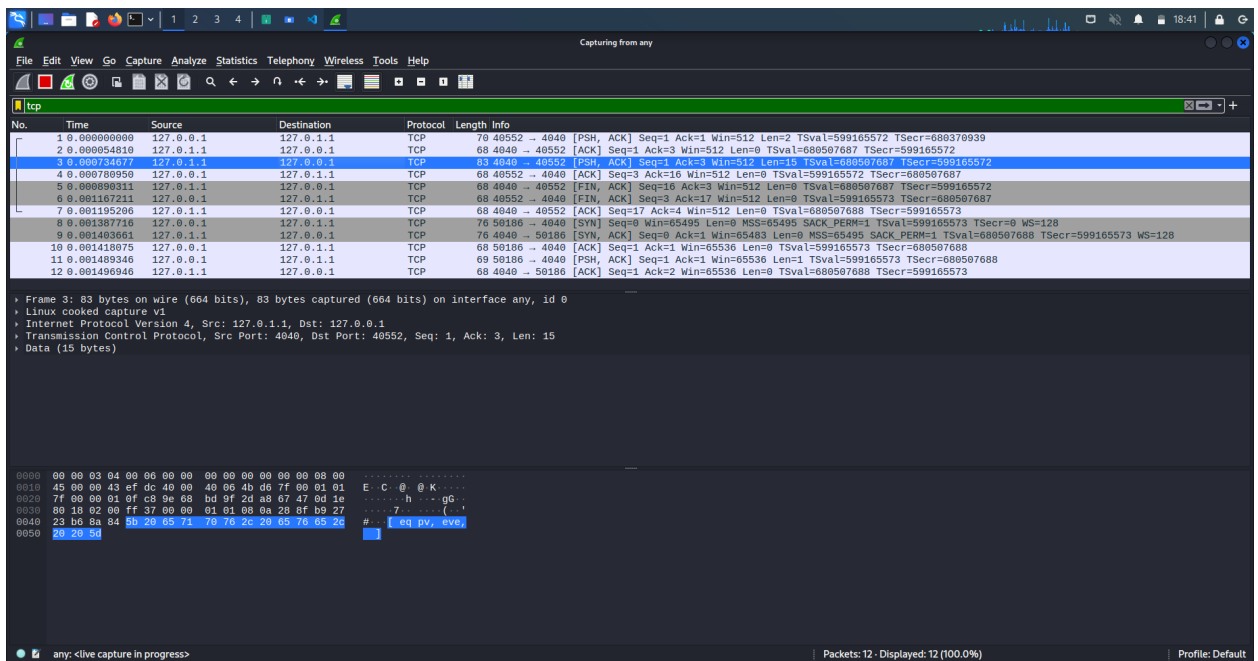 1 2 3 4 18:41
Capturing from any
File Edit View Go Capture Analyze Statistics Telephony Wireless Tools Help
tcp
No. Time Source Destination Protocol Length Info
1 0.000000000 127.0.0.1 127.0.1.1 TCP 70 40552 → 4040 [PSH, ACK] Seq=1 Ack=1 Win=512 Len=2 TSval=599165572 TSecr=680370939
2 0.000054810 127.0.1.1 127.0.0.1 TCP 68 4040 → 40552 [ACK] Seq=1 Ack=3 Win=512 Len=0 TSval=680507687 TSecr=599165572
3 0.000734677 127.0.1.1 127.0.0.1 TCP 83 4040 → 40552 [PSH, ACK] Seq=1 Ack=3 Win=512 Len=15 TSval=680507687 TSecr=599165572
4 0.000780950 127.0.0.1 127.0.1.1 TCP 68 40552 → 4040 [ACK] Seq=3 Ack=16 Win=512 Len=0 TSval=599165572 TSecr=680507687
5 0.000890311 127.0.1.1 127.0.0.1 TCP 68 4040 → 40552 [FIN, ACK] Seq=16 Ack=3 Win=512 Len=0 TSval=680507687 TSecr=599165572
6 0.001167211 127.0.0.1 127.0.1.1 TCP 68 40552 → 4040 [FIN, ACK] Seq=3 Ack=17 Win=512 Len=0 TSval=599165573 TSecr=680507687
7 0.001195206 127.0.1.1 127.0.0.1 TCP 68 4040 → 40552 [ACK] Seq=17 Ack=4 Win=512 Len=0 TSval=680507688 TSecr=599165573
8 0.001387716 127.0.1.1 127.0.1.1 TCP 76 50186 → 4040 [SYN] Seq=0 Win=65495 Len=0 MSS=65495 SACK_PERM=1 TSval=599165573 TSecr=0 WS=128
9 0.001403661 127.0.1.1 127.0.1.1 TCP 76 4040 → 50186 [SYN, ACK] Seq=0 Ack=1 Win=65483 Len=0 MSS=65495 SACK_PERM=1 TSval=680507688 TSecr=599165573 WS=128
10 0.001418075 127.0.1.1 127.0.1.1 TCP 68 50186 → 4040 [ACK] Seq=1 Ack=1 Win=65536 Len=0 TSval=599165573 TSecr=680507688
11 0.001489346 127.0.1.1 127.0.1.1 TCP 69 50186 → 4040 [PSH, ACK] Seq=1 Ack=1 Win=65536 Len=1 TSval=599165573 TSecr=680507688
12 0.001496946 127.0.1.1 127.0.1.1 TCP 68 4040 → 50186 [ACK] Seq=1 Ack=2 Win=65536 Len=0 TSval=680507688 TSecr=599165573
Frame 3: 83 bytes on wire (664 bits), 83 bytes captured (664 bits) on interface any, id 0
Linux cooked capture v1
Internet Protocol Version 4, Src: 127.0.1.1, Dst: 127.0.0.1
Transmission Control Protocol, Src Port: 4040, Dst Port: 40552, Seq: 1, Ack: 3, Len: 15
Data (15 bytes)
0000 00 00 03 04 00 06 00 00 00 00 00 00 00 00 08 00 ········ ········
0010 45 00 00 43 ef dc 40 00 40 06 4b d6 7f 00 01 01 E··C··@· @·K·····
0020 7f 00 00 01 0f c8 9e 68 bd 9f 2d a8 67 47 0d 1e ·······h ··-·gG··
0030 80 18 02 00 ff 37 00 00 01 01 08 0a 28 8f b9 27 ·····7·· ····(··'
0040 23 b6 8a 84 5b 20 65 71 70 76 2c 20 65 76 65 2c #···[ eq pv, eve,
0050 20 20 5d   ]
any: <live capture in progress> Packets: 12 · Displayed: 12 (100.0%) Profile: Default